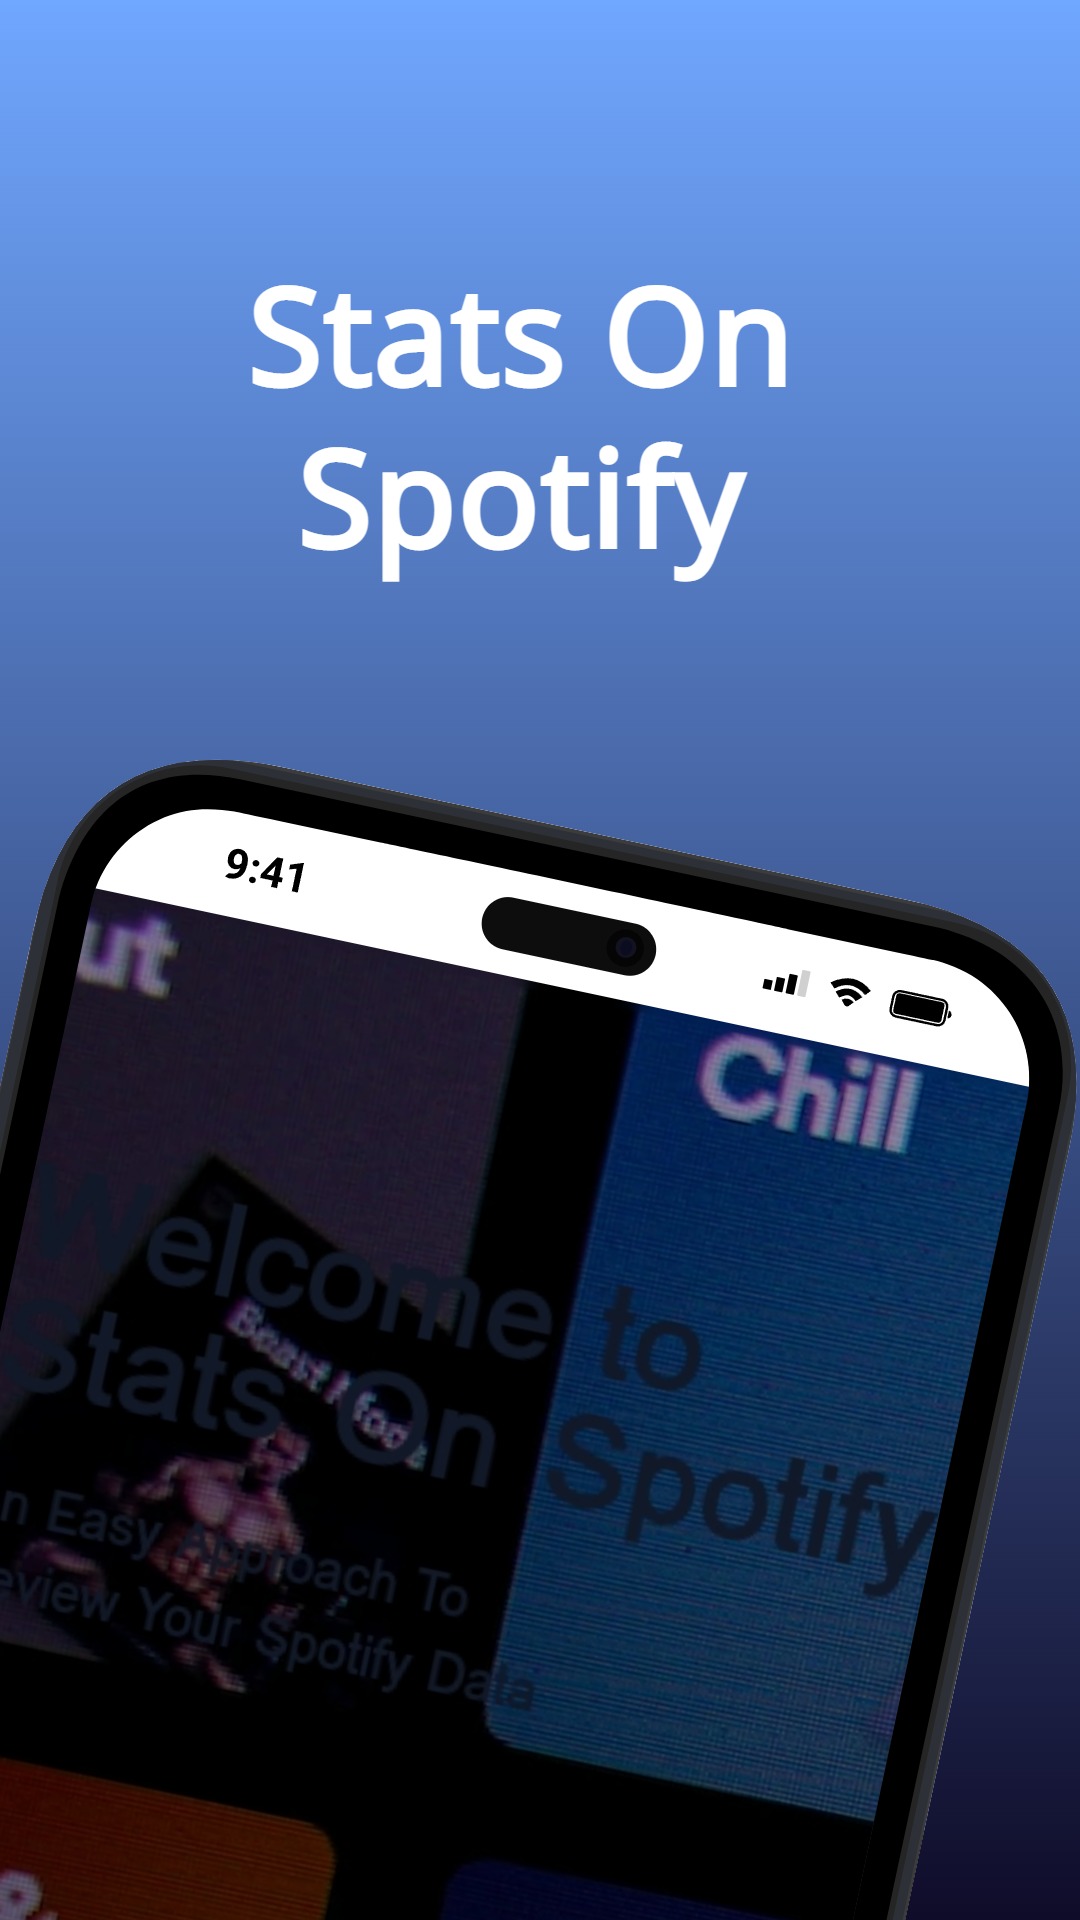 Stats On
Spotify
9:41
ut
Chill
Welcome to
Stats On Spotify
Beast Mode
n Easy Approach To
eview Your Spotify Data
&